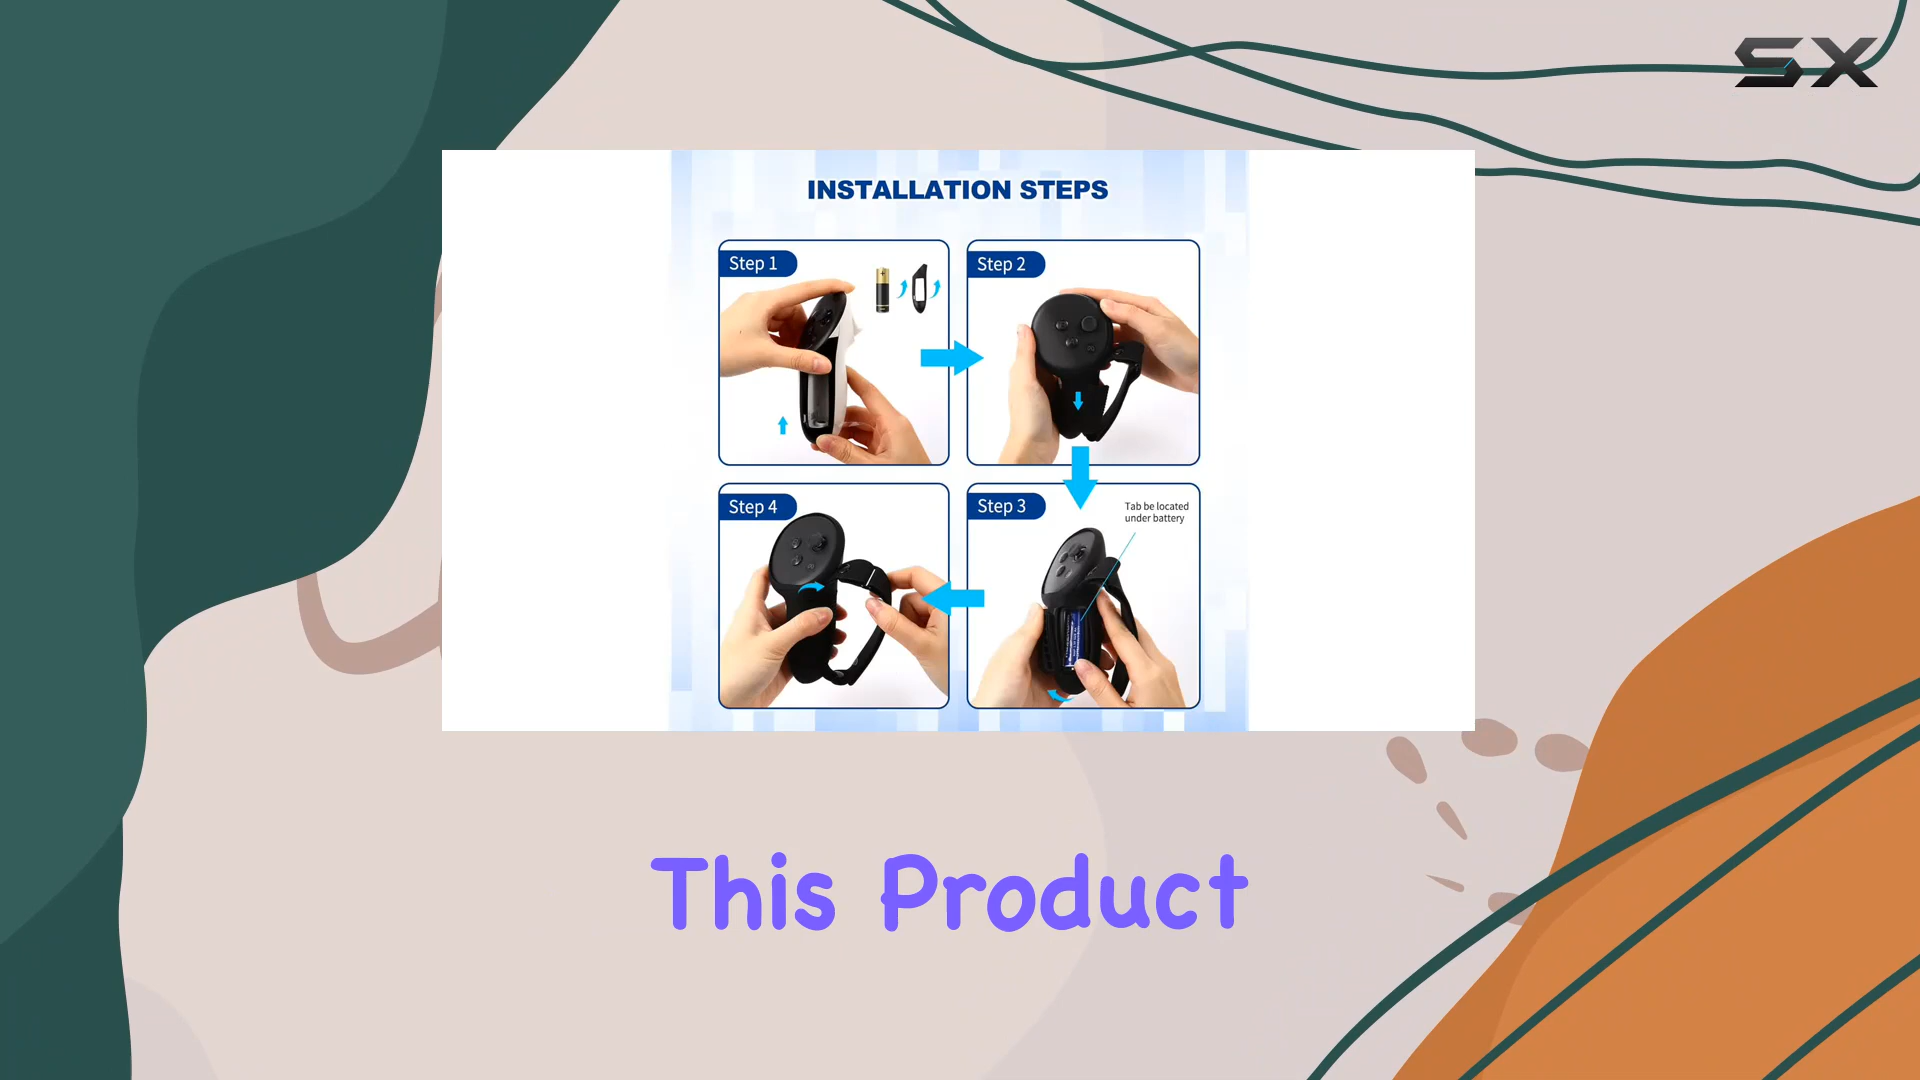 SX
INSTALLATION STEPS
Step 1
Step 2
Step 4
Step 3
Tab be located
under battery
This Product